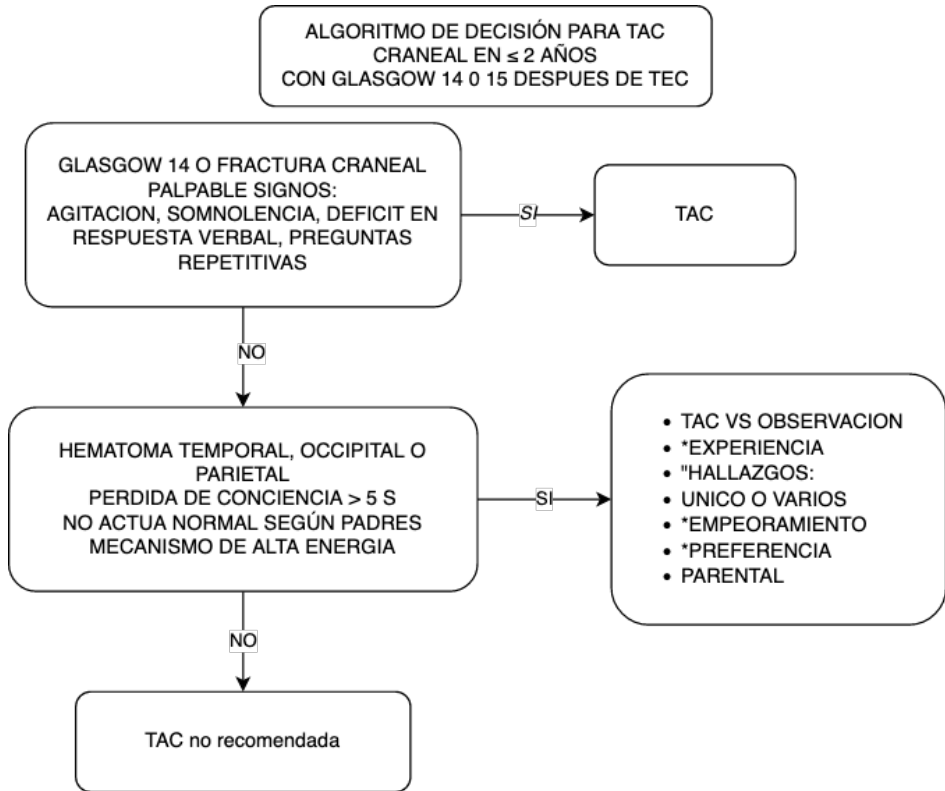 ALGORITMO DE DECISIÓN PARA TAC
CRANEAL EN ≤ 2 AÑOS
CON GLASGOW 14 0 15 DESPUES DE TEC
GLASGOW 14 O FRACTURA CRANEAL
PALPABLE SIGNOS:
AGITACION, SOMNOLENCIA, DEFICIT EN
RESPUESTA VERBAL, PREGUNTAS
REPETITIVAS
SI
TAC
NO
HEMATOMA TEMPORAL, OCCIPITAL O
PARIETAL
PERDIDA DE CONCIENCIA > 5 S
NO ACTUA NORMAL SEGÚN PADRES
MECANISMO DE ALTA ENERGIA
SI
• TAC VS OBSERVACION
• *EXPERIENCIA
• "HALLAZGOS:
• UNICO O VARIOS
• *EMPEORAMIENTO
• *PREFERENCIA
• PARENTAL
NO
TAC no recomendada